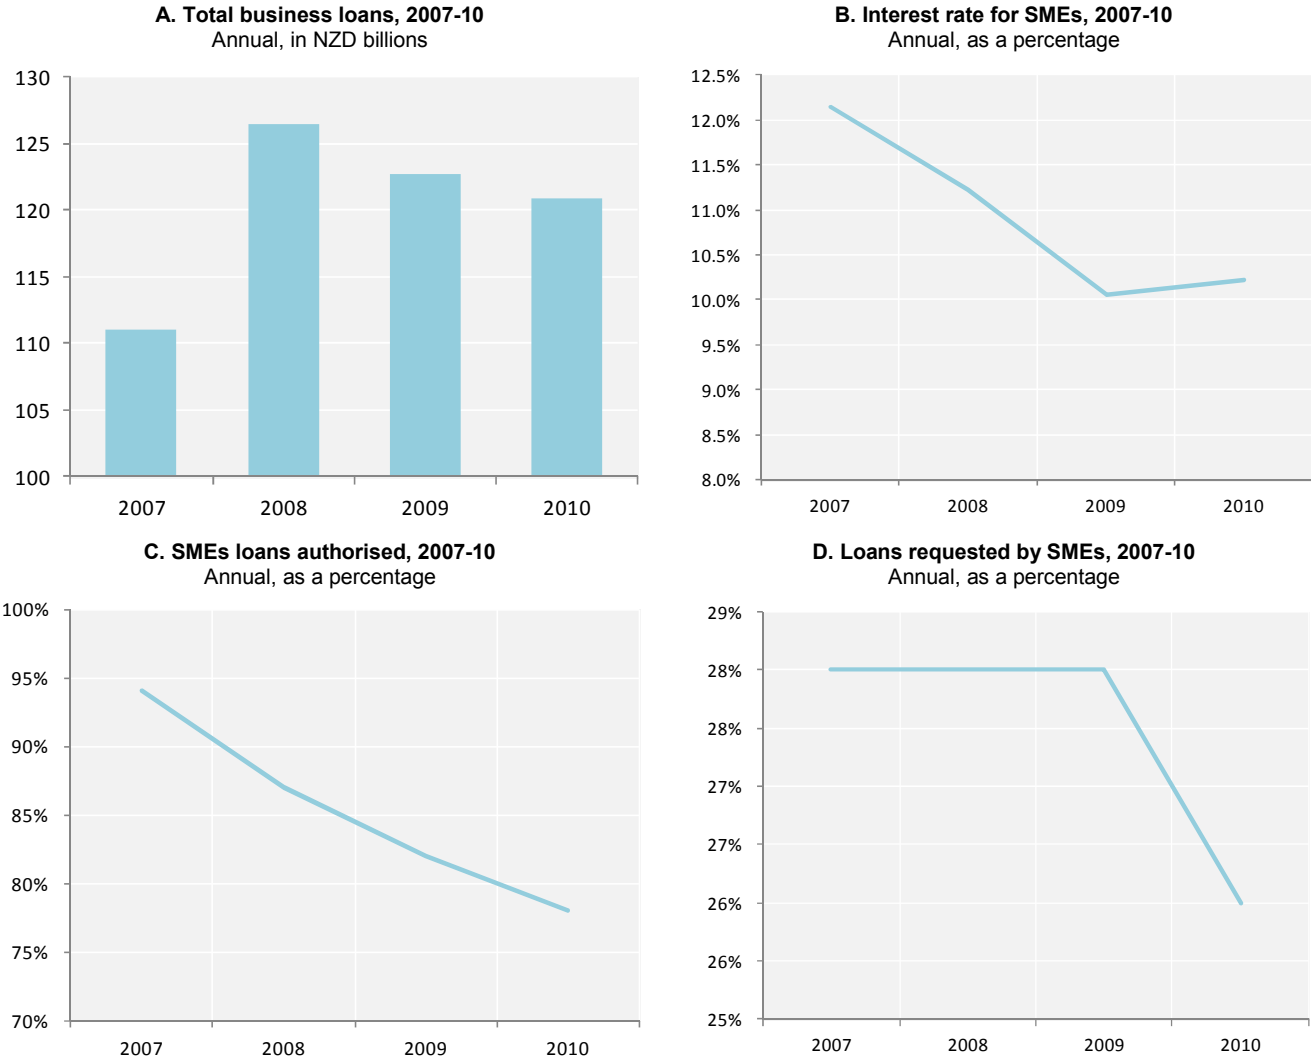 A. Total business loans, 2007-10
Annual, in NZD billions
130
125
120
115
110
105
100
2007 2008 2009 2010
B. Interest rate for SMEs, 2007-10
Annual, as a percentage
12.5%
12.0%
11.5%
11.0%
10.5%
10.0%
9.5%
9.0%
8.5%
8.0%
2007 2008 2009 2010
C. SMEs loans authorised, 2007-10
Annual, as a percentage
100%
95%
90%
85%
80%
75%
70%
2007 2008 2009 2010
D. Loans requested by SMEs, 2007-10
Annual, as a percentage
29%
28%
28%
27%
27%
26%
26%
25%
2007 2008 2009 2010